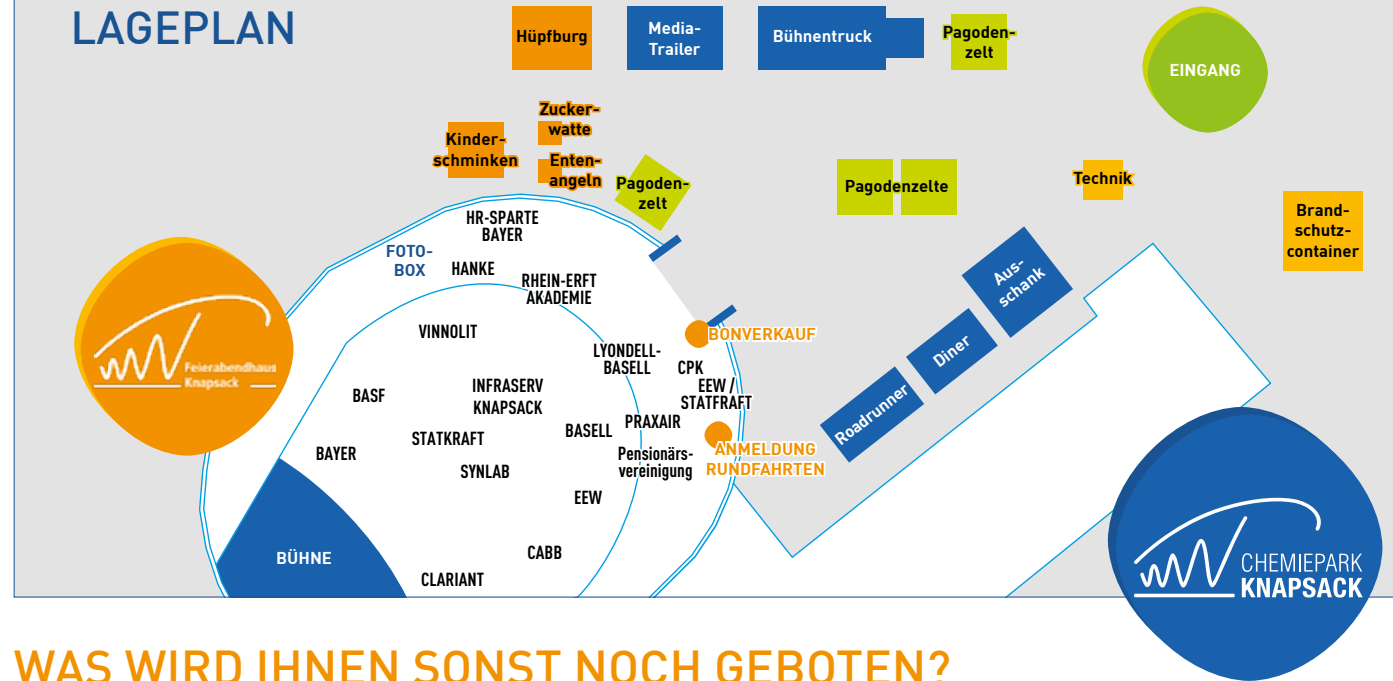 LAGEPLAN
Hüpfburg
Media-
Trailer
Bühnentruck
Pagoden-
zelt
EINGANG
Zucker-
watte
Kinder-
schminken
Enten-
angeln
Pagoden-
zelt
Pagodenzelte
Technik
Brand-
schutz-
container
HR-SPARTE
BAYER
FOTO-
BOX
HANKE
RHEIN-ERFT
AKADEMIE
Aus-
schank
VINNOLIT
BONVERKAUF
Diner
LYONDELL-
BASELL
CPK
Feierabendhaus
Knapsack
BASF
INFRASERV
KNAPSACK
EEW /
STATFRAFT
Roadrunner
PRAXAIR
BASELL
STATKRAFT
BAYER
Pensionärs-
vereinigung
ANMELDUNG
RUNDFAHRTEN
SYNLAB
EEW
BÜHNE
CABB
CLARIANT
CHEMIEPARK
KNAPSACK
WAS WIRD IHNEN SONST NOCH GEBOTEN?